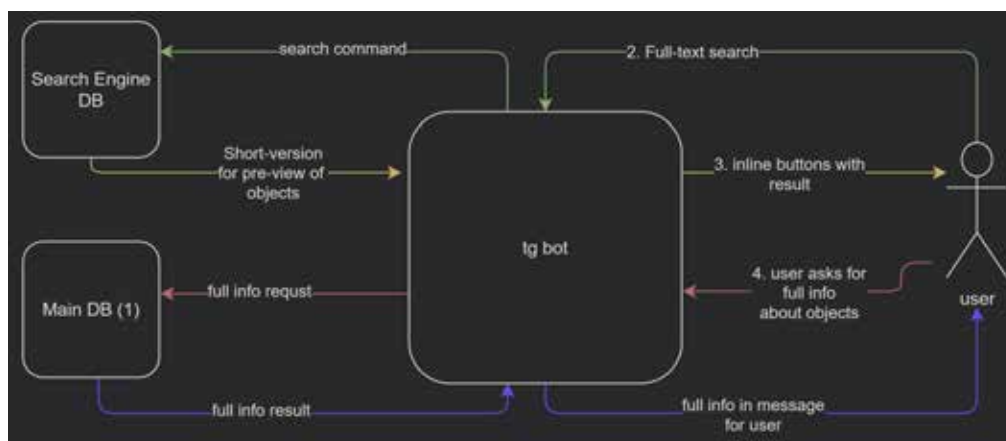 search command
2. Full-text search
Search Engine
DB
Short-version
for pre-view of
objects
3. inline buttons with
result
tg bot
4. user asks for
full info
about objects
full info requst
Main DB (1)
user
full info result
full info in message
for user